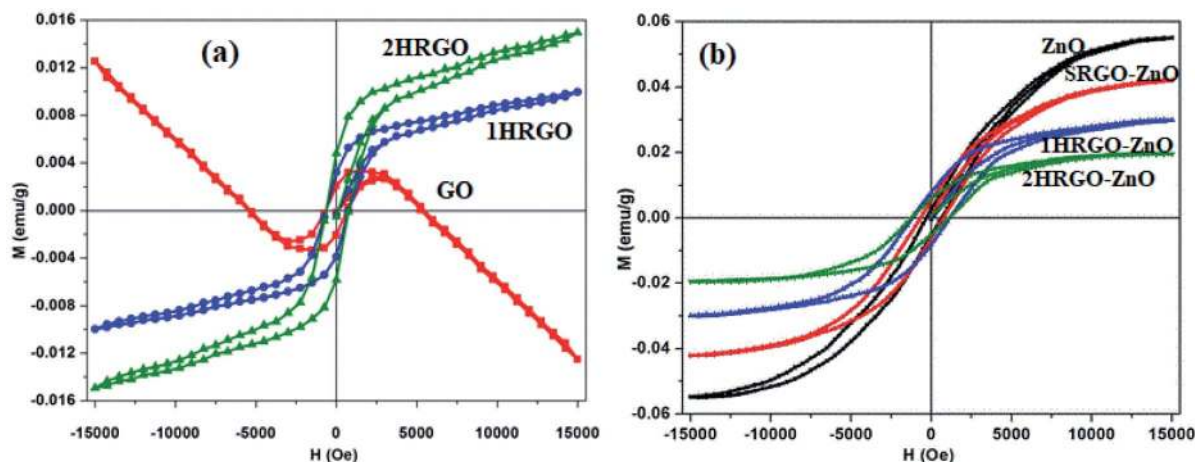 (a)
2HRGO
1HRGO
GO
0.016
0.012
0.008
0.004
0.000
-0.004
-0.008
-0.012
-0.016
M (emu/g)
-15000 -10000 -5000 0 5000 10000 15000
H (Oe)
(b)
ZnO
SRGO-ZnO
1HRGO-ZnO
2HRGO-ZnO
0.06
0.04
0.02
0.00
-0.02
-0.04
-0.06
M (emu/g)
-15000 -10000 -5000 0 5000 10000 15000
H (Oe)